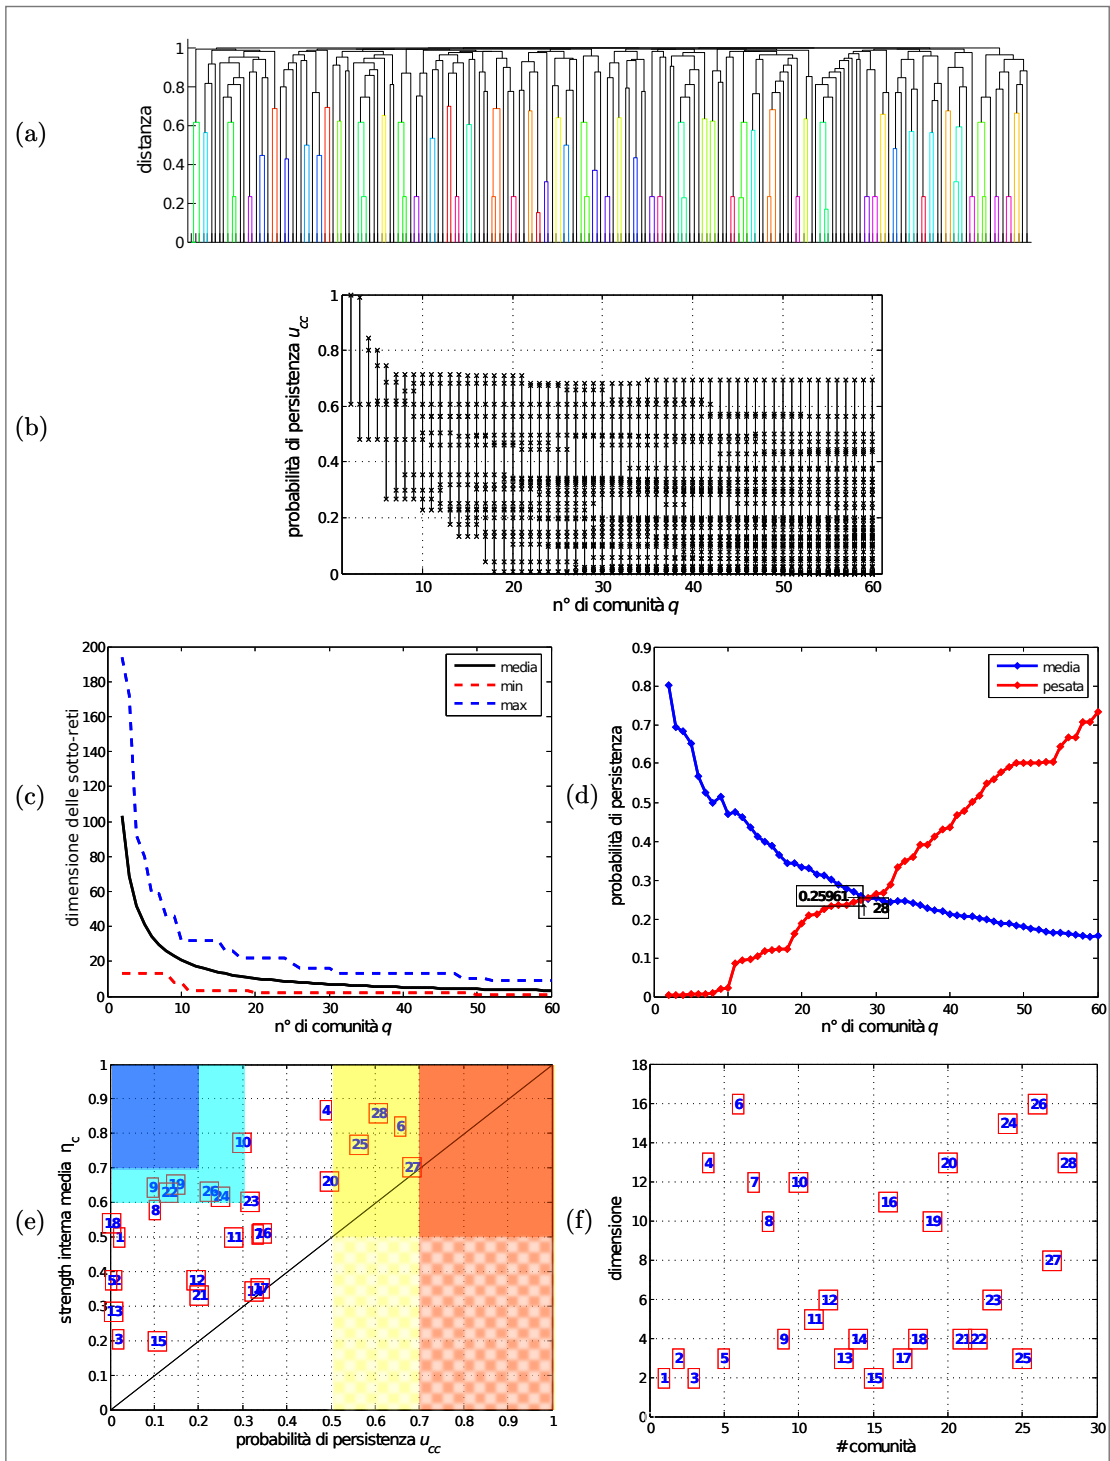 (a)
distanza
1
0.8
0.6
0.4
0.2
0
(b)
probabilità di persistenza u_cc
1
0.8
0.6
0.4
0.2
0
10 20 30 40 50 60
n° di comunità q
(c)
dimensione delle sotto-reti
200
180
160
140
120
100
80
60
40
20
0
media
min
max
0 10 20 30 40 50 60
n° di comunità q
(d)
probabilità di persistenza
0.9
0.8
0.7
0.6
0.5
0.4
0.3
0.2
0.1
0
media
pesata
0.25961
28
0 10 20 30 40 50 60
n° di comunità q
(e)
strength interna media η_c
1
0.9
0.8
0.7
0.6
0.5
0.4
0.3
0.2
0.1
0
4 28 6
10 25 27
9 22 19 26 24 20
8 23
18 1 11 7 16
5 2 12 21 14 17
13
3 15
0 0.1 0.2 0.3 0.4 0.5 0.6 0.7 0.8 0.9 1
probabilità di persistenza u_cc
(f)
dimensione
18
16
14
12
10
8
6
4
2
0
6 26
24
4 20 28
7 10
16
8 19
27
12 23
11
9 14 18 21 22
2 5 13 17 25
1 3 15
0 5 10 15 20 25 30
# comunità